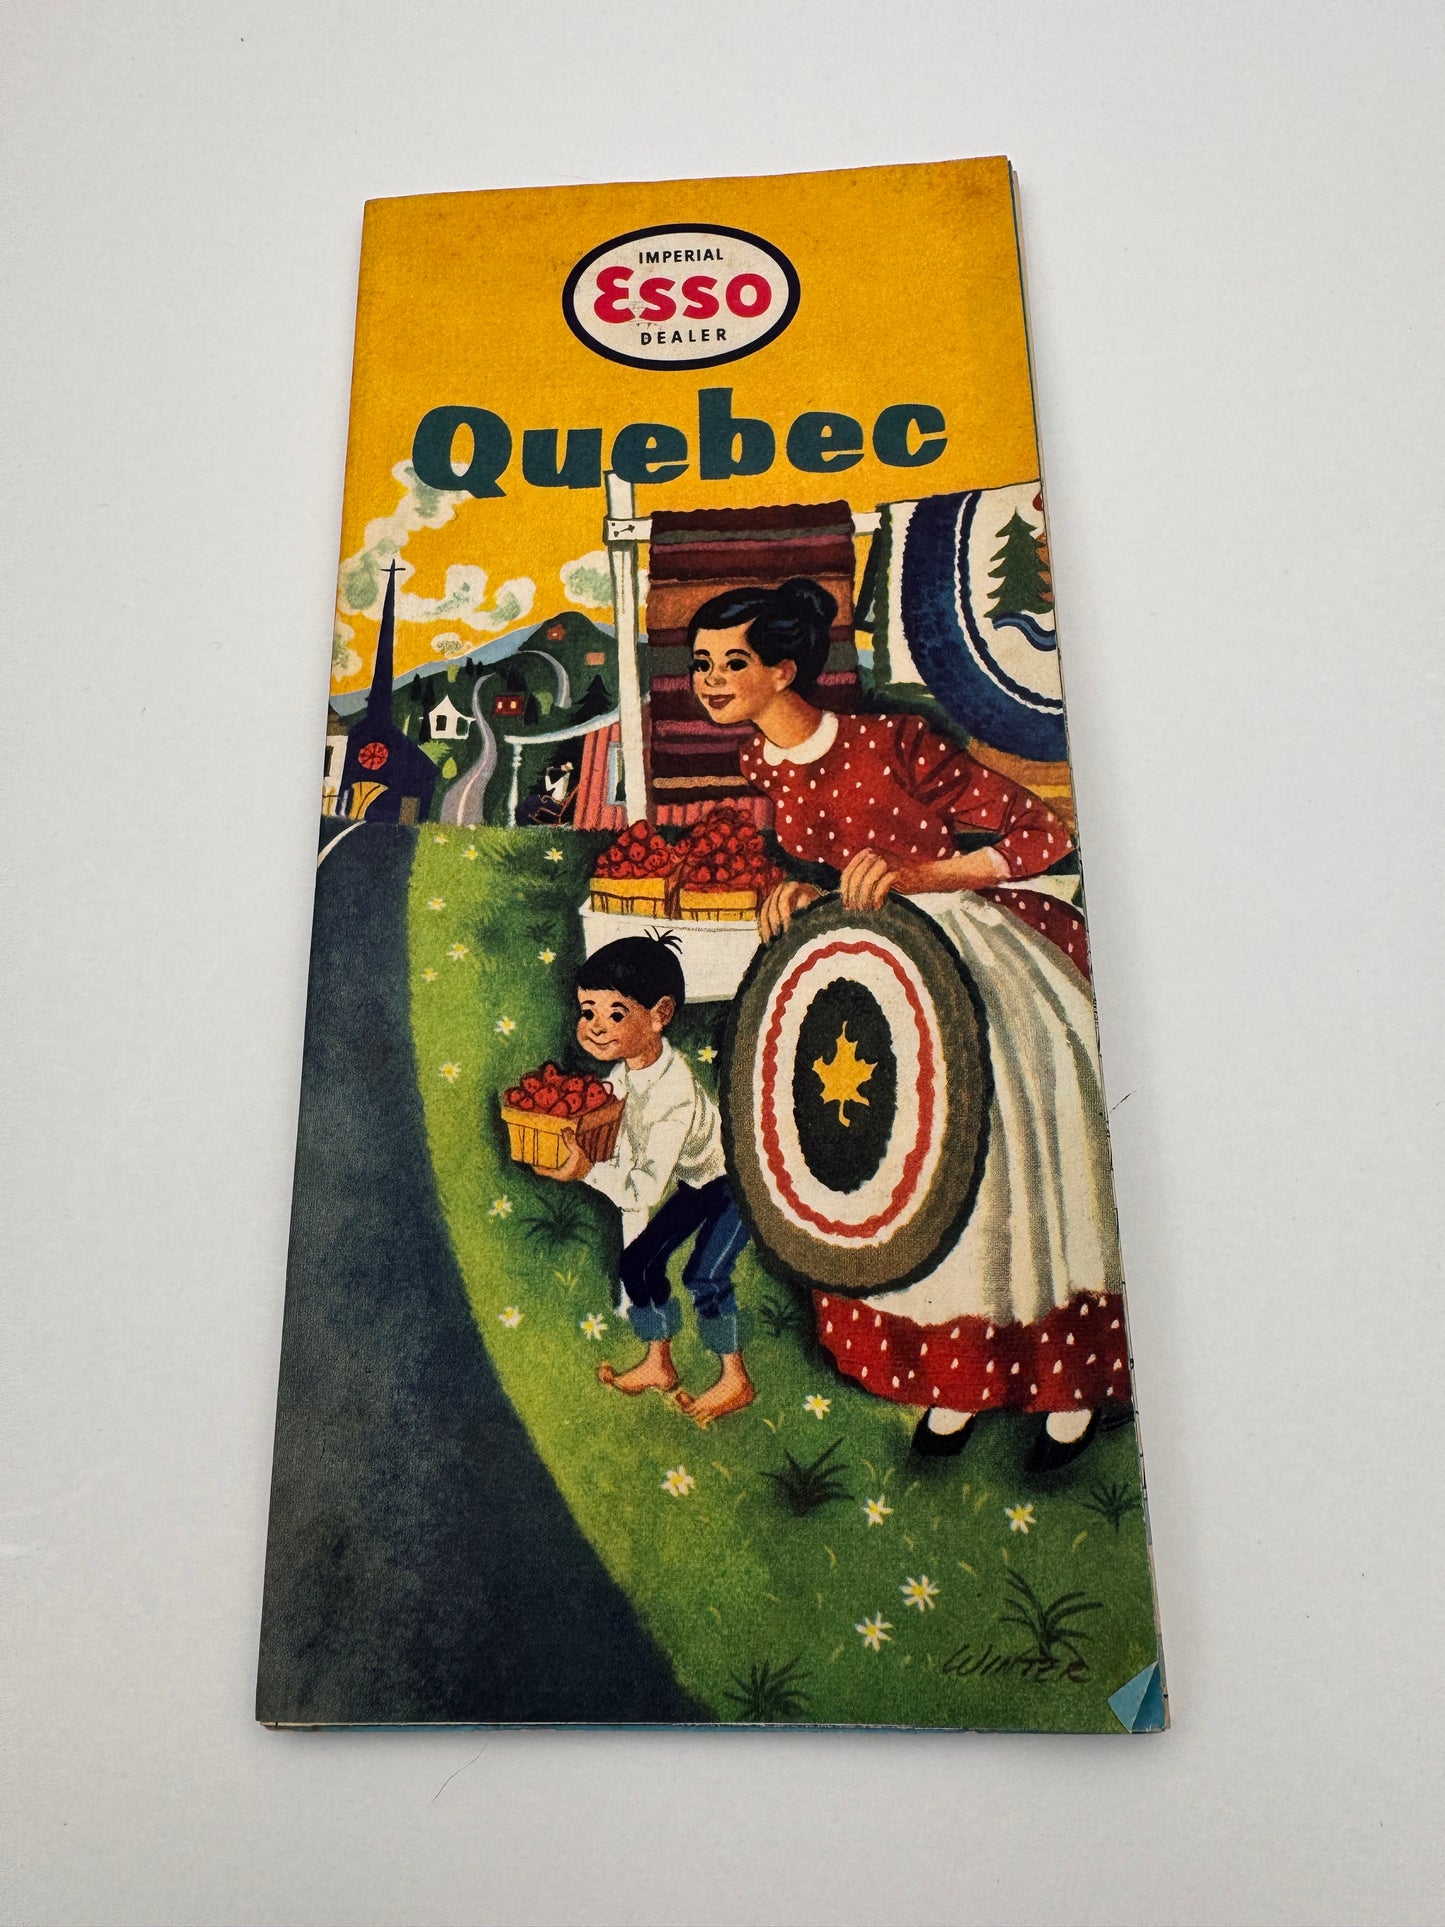 IMPERIAL
Esso
DEALER
Quebec
WINTER